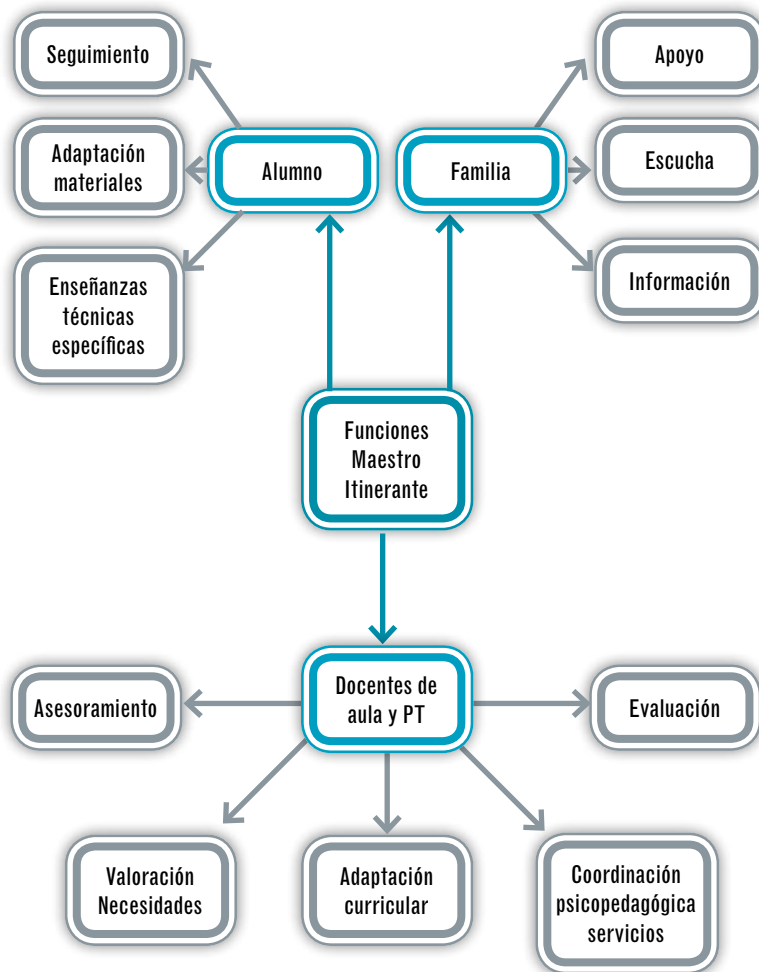 Seguimiento
Apoyo
Adaptación
materiales
Alumno
Familia
Escucha
Enseñanzas
técnicas
específicas
Información
Funciones
Maestro
Itinerante
Docentes de
aula y PT
Asesoramiento
Evaluación
Valoración
Necesidades
Adaptación
curricular
Coordinación
psicopedagógica
servicios